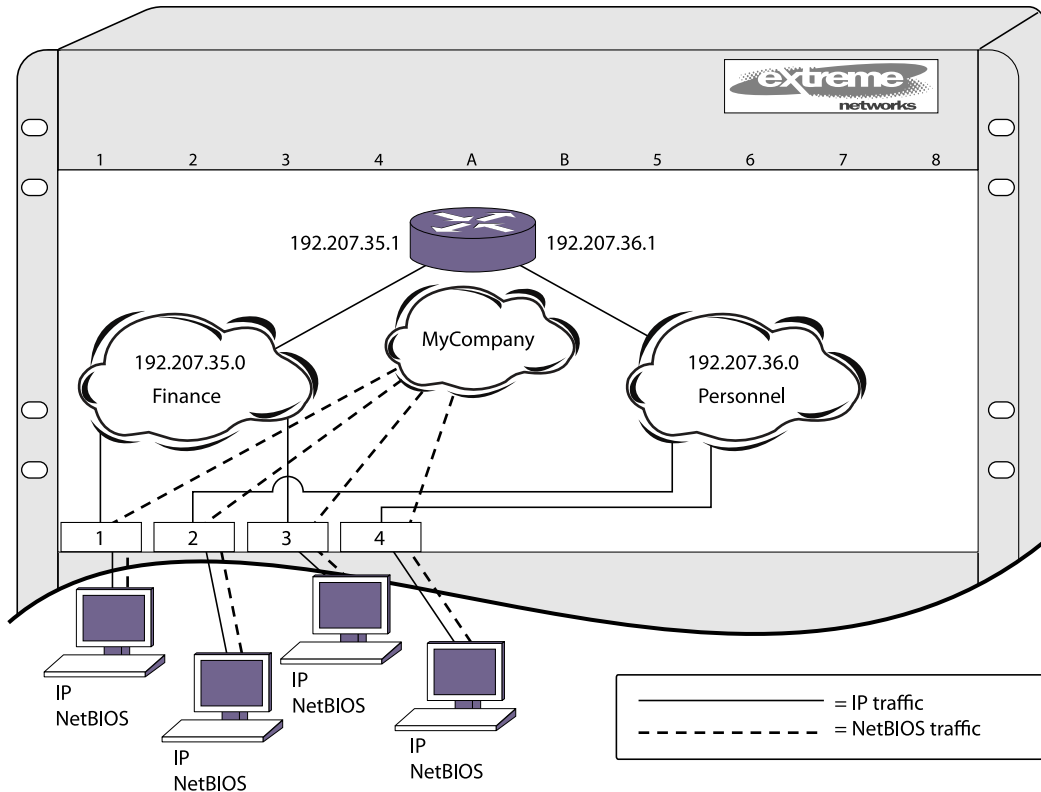 extreme
networks
1 2 3 4 A B 5 6 7 8
192.207.35.1
192.207.36.1
MyCompany
192.207.35.0
Finance
192.207.36.0
Personnel
1 2 3 4
IP
NetBIOS
IP
NetBIOS
IP
NetBIOS
IP
NetBIOS
= IP traffic
= NetBIOS traffic